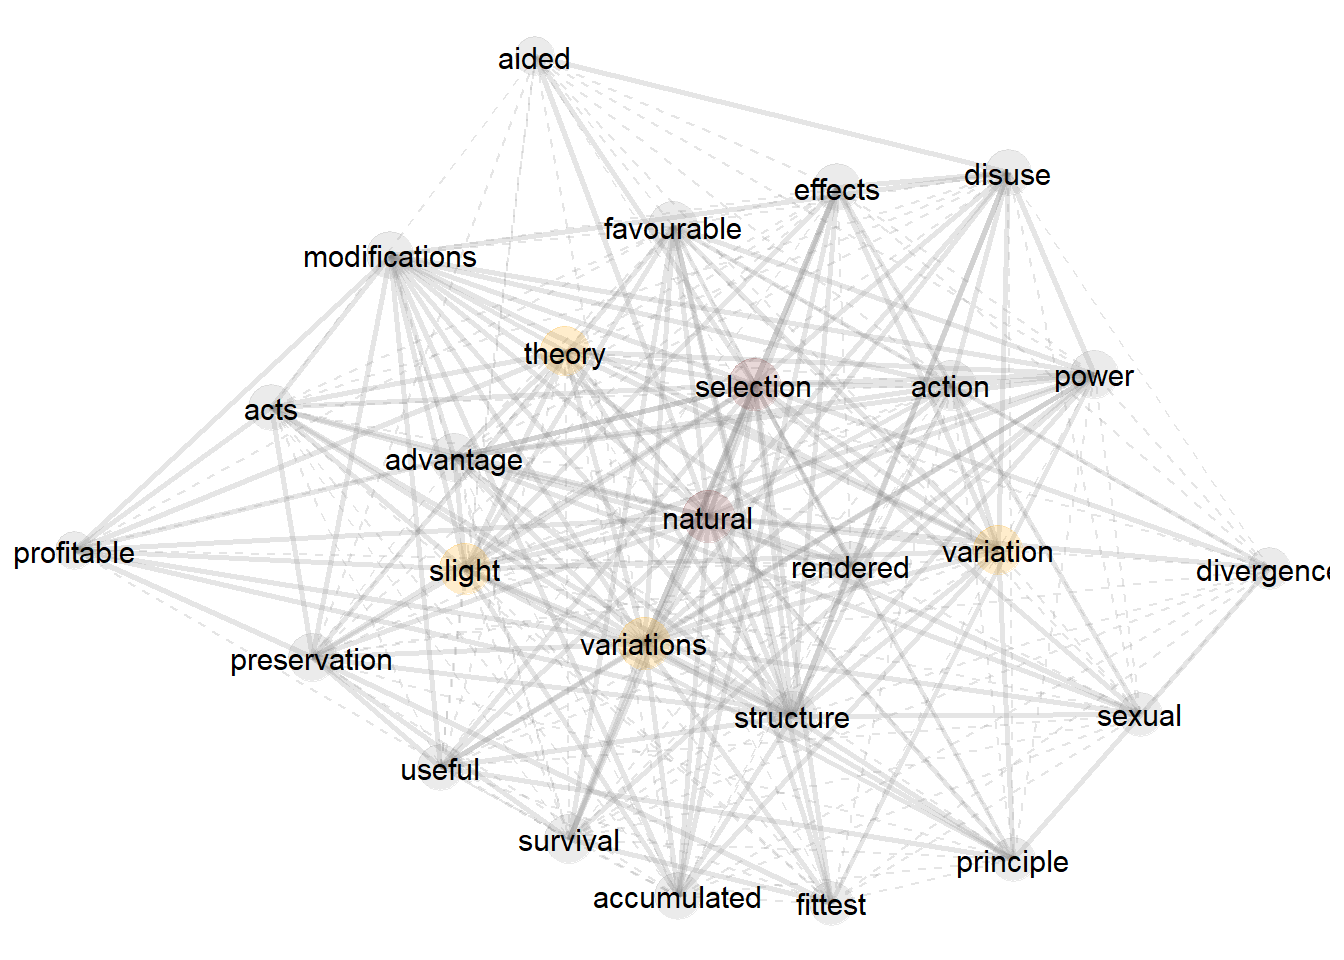 aided
disuse
effects
favourable
modifications
theory
power
selection
action
acts
advantage
natural
variation
profitable
rendered
slight
divergence
variations
preservation
sexual
structure
useful
survival
principle
accumulated
fittest